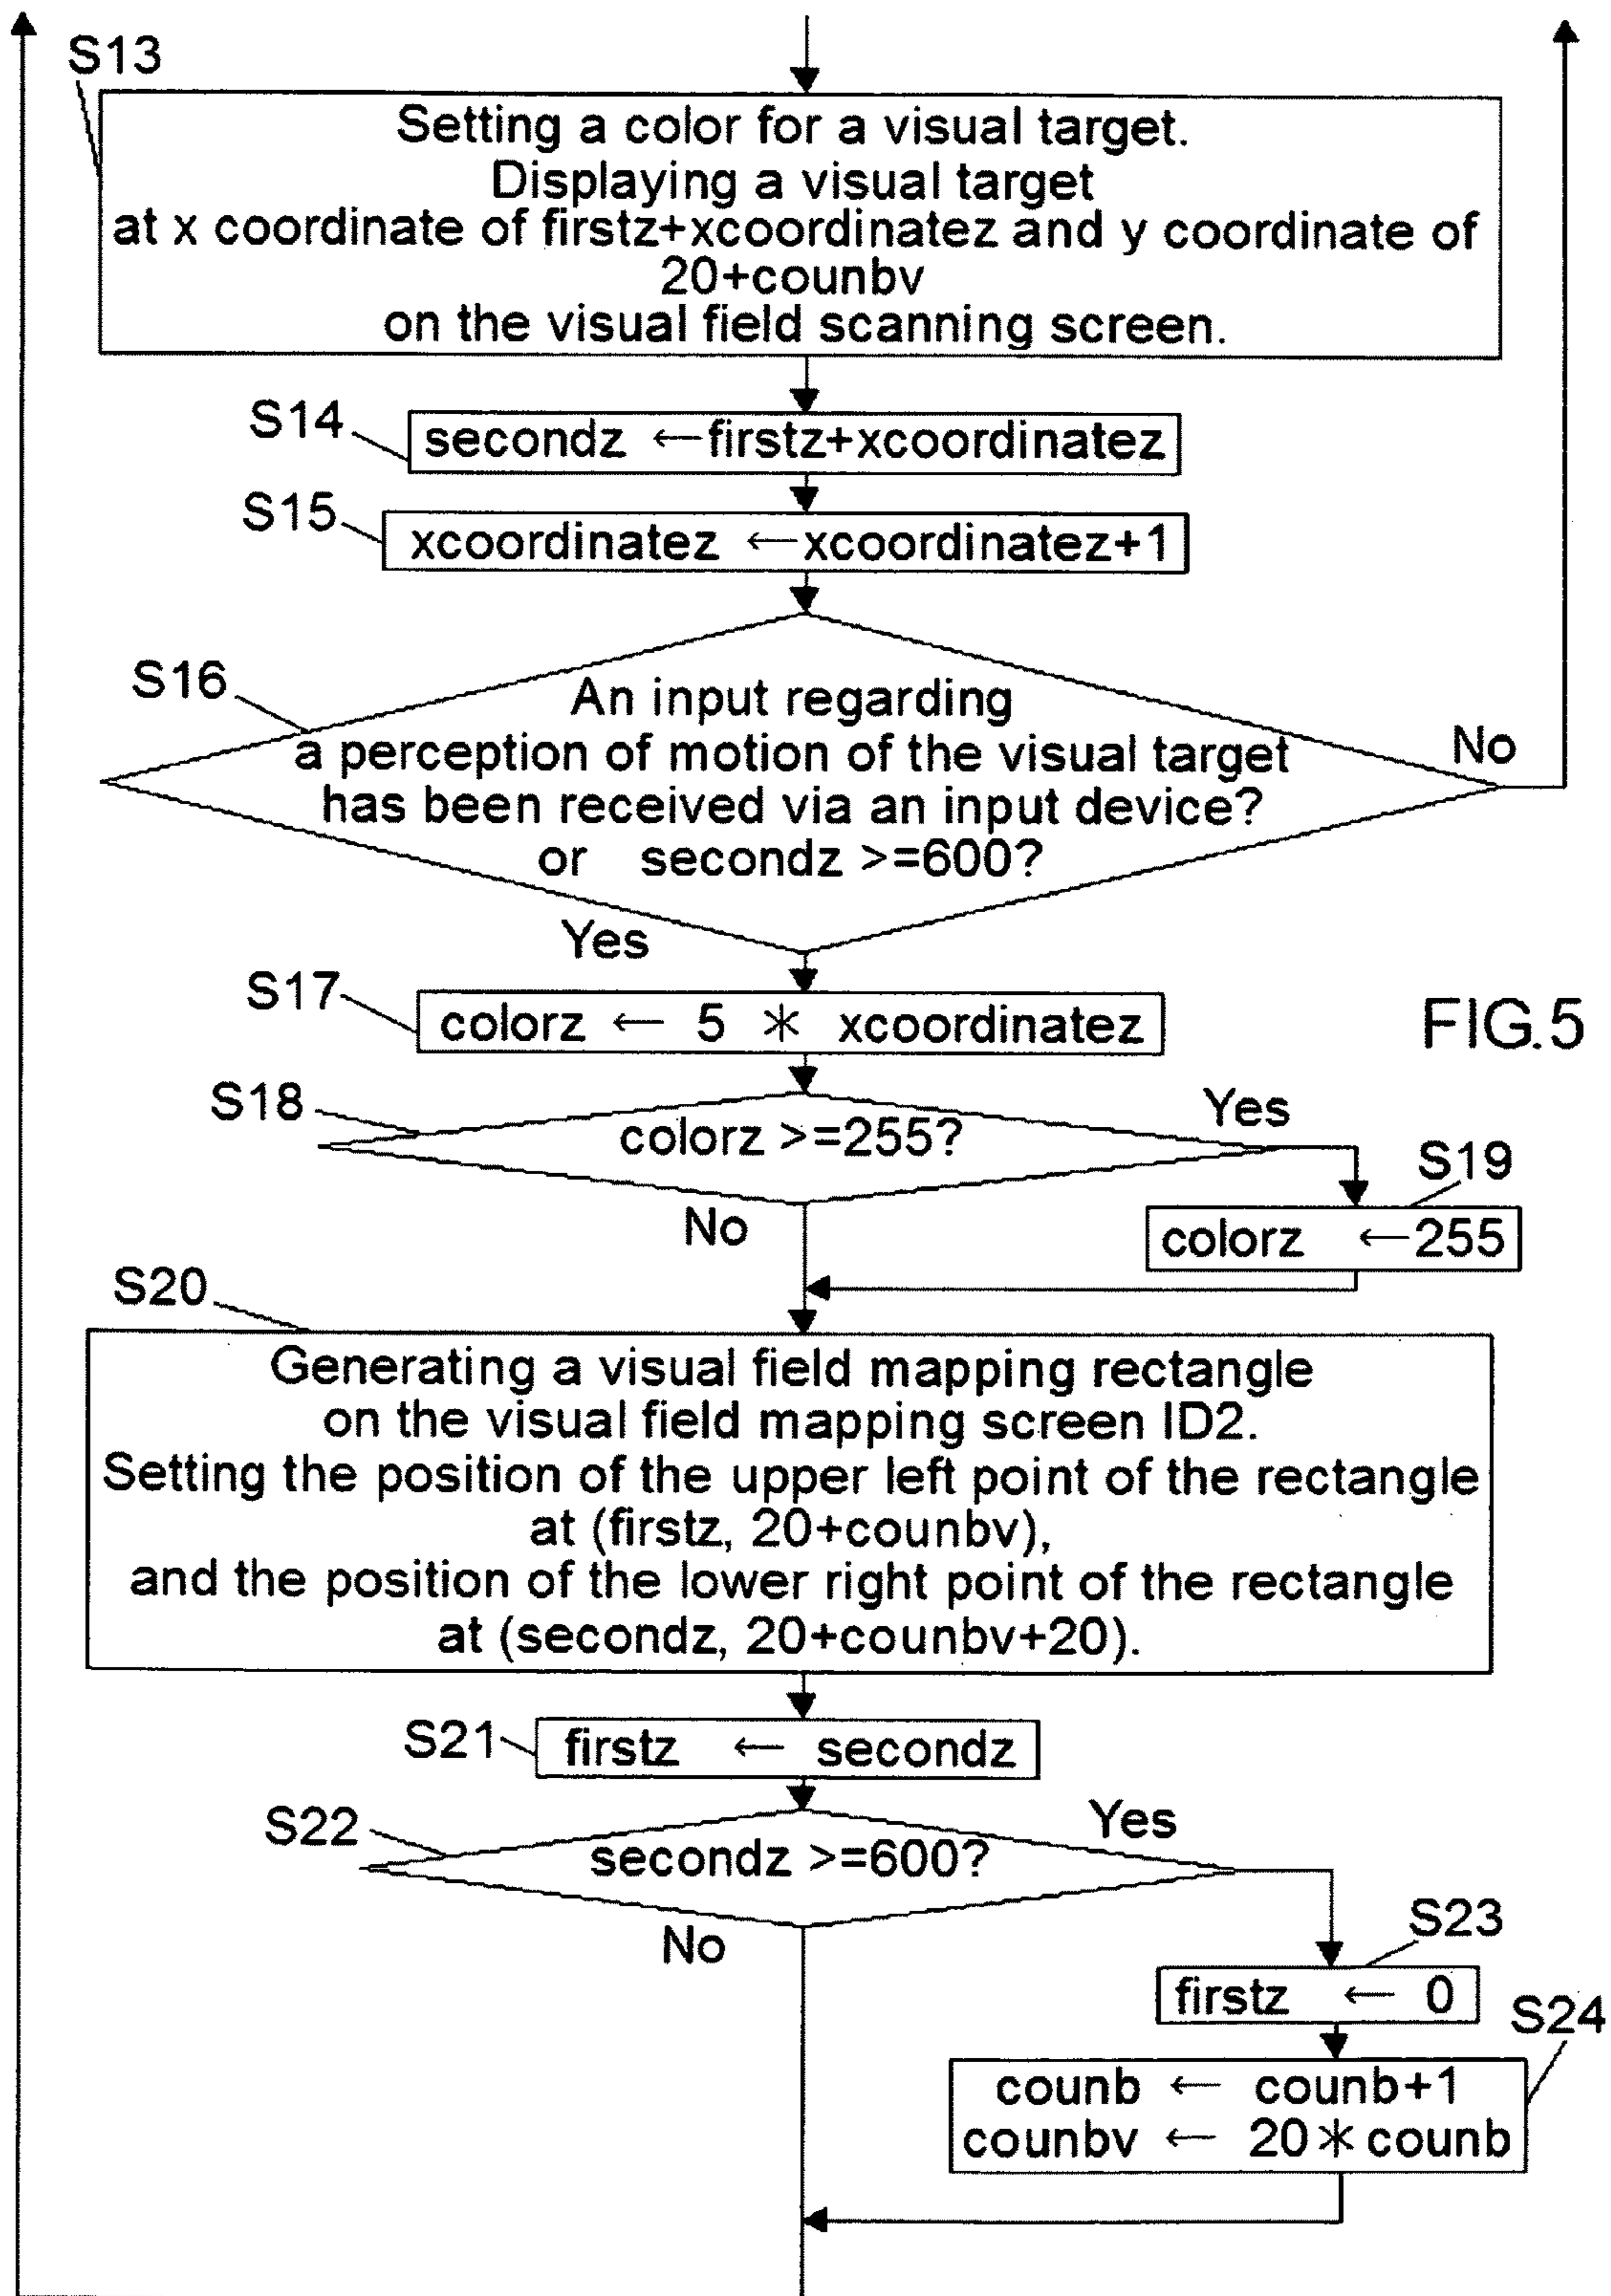 S13
Setting a color for a visual target.
Displaying a visual target
at x coordinate of firstz+xcoordinatez and y coordinate of
20+counbv
on the visual field scanning screen.
S14
secondz ←firstz+xcoordinatez
S15
xcoordinatez ←xcoordinatez+1
S16
An input regarding
a perception of motion of the visual target
has been received via an input device?
or secondz >=600?
No
Yes
S17
colorz ← 5 * xcoordinatez
FIG.5
S18
colorz >=255?
Yes
No
S19
colorz ←255
S20
Generating a visual field mapping rectangle
on the visual field mapping screen ID2.
Setting the position of the upper left point of the rectangle
at (firstz, 20+counbv),
and the position of the lower right point of the rectangle
at (secondz, 20+counbv+20).
S21
firstz ← secondz
S22
secondz >=600?
Yes
No
S23
firstz ← 0
S24
counb ← counb+1
counbv ← 20*counb